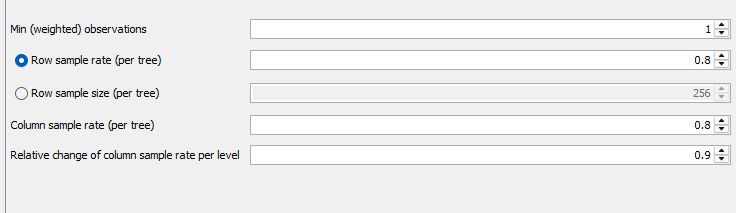 Min (weighted) observations 1
Row sample rate (per tree) 0.8
Row sample size (per tree) 256
Column sample rate (per tree) 0.8
Relative change of column sample rate per level 0.9